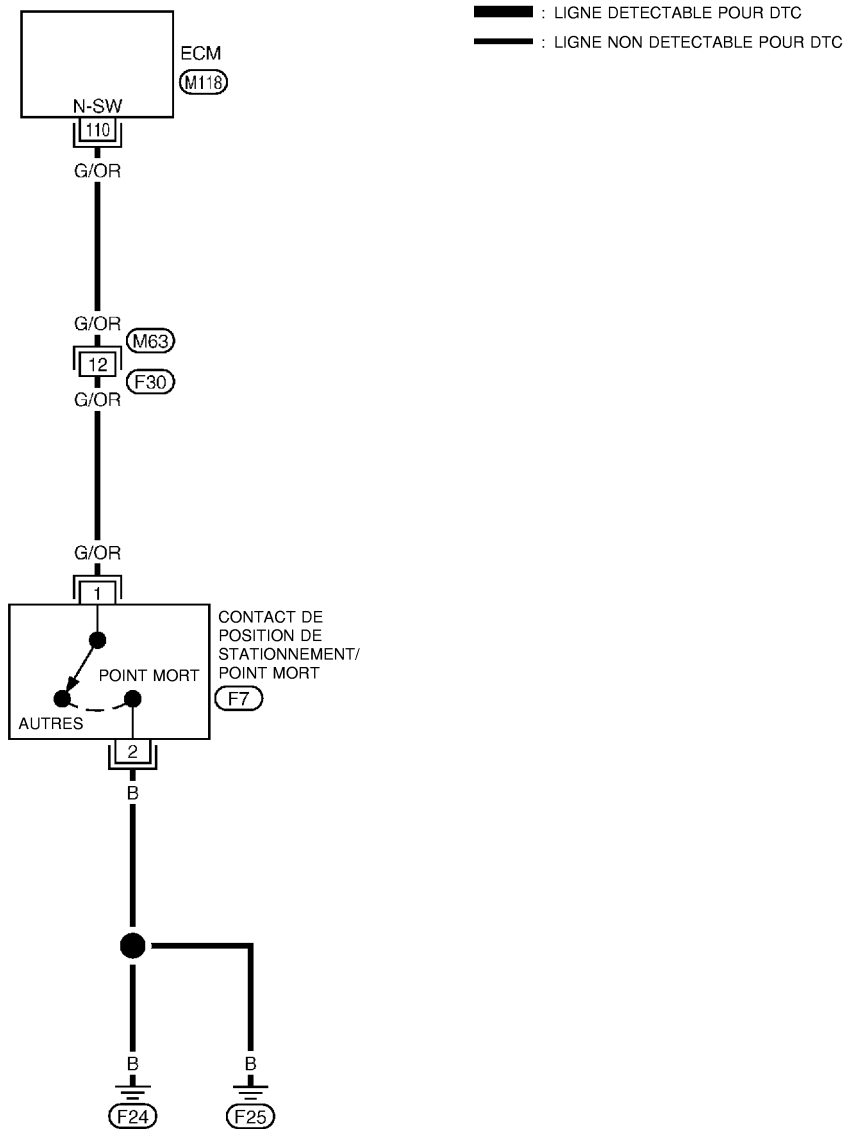 : LIGNE DETECTABLE POUR DTC
: LIGNE NON DETECTABLE POUR DTC
ECM
M118
N-SW
110
G/OR
G/OR
M63
12
F30
G/OR
G/OR
1
CONTACT DE
POSITION DE
STATIONNEMENT/
POINT MORT
POINT MORT
F7
AUTRES
2
B
B
B
F24
F25